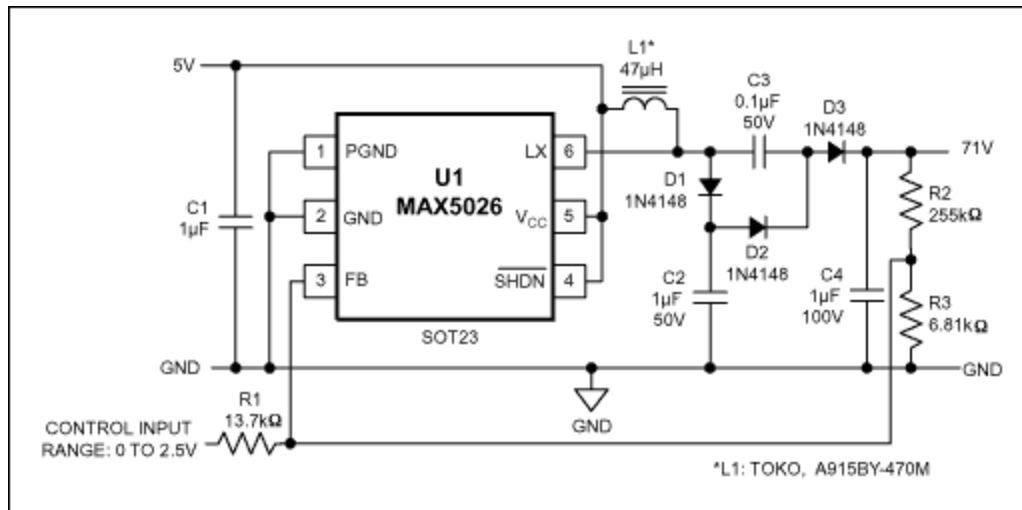 L1*
47µH
5V
C3
0.1µF
50V
D3
1N4148
71V
1
PGND
LX
6
U1
MAX5026
D1
1N4148
R2
255kΩ
C1
1µF
2
GND
VCC
5
D2
1N4148
3
FB
SHDN
4
C2
1µF
50V
C4
1µF
100V
R3
6.81kΩ
SOT23
GND
GND
R1
13.7kΩ
GND
CONTROL INPUT
RANGE: 0 TO 2.5V
*L1: TOKO, A915BY-470M